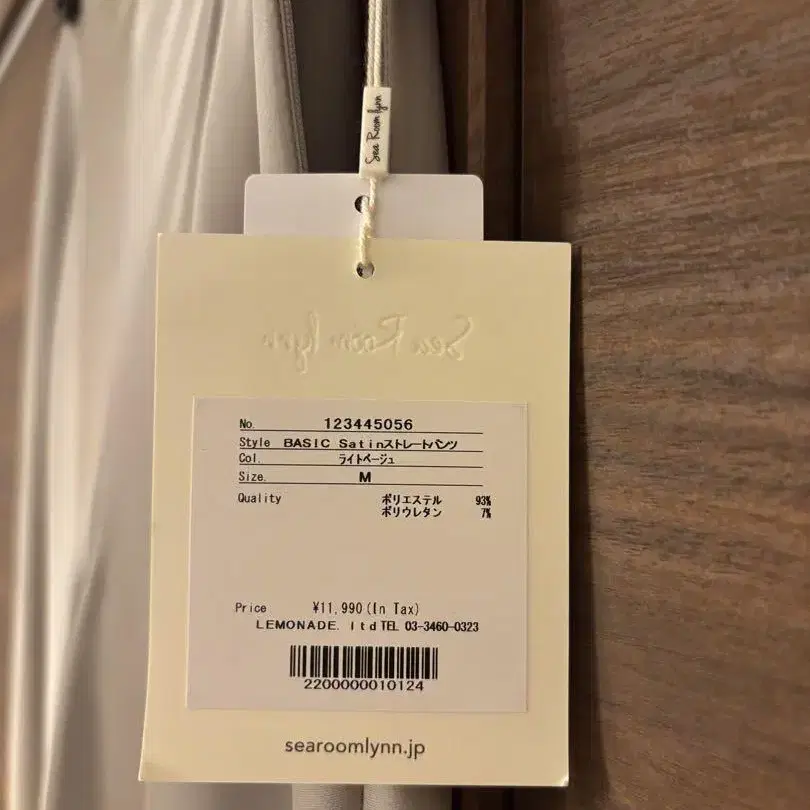 Sea Room lynn
Sea Room lynn
No. 123445056
Style BASIC Satinストレートパンツ
Col. ライトベージュ
Size. M
Quality ポリエステル 93%
ポリウレタン 7%
Price ¥11,990(In Tax)
LEMONADE. ltd TEL 03-3460-0323
2200000010124
searoomlynn.jp